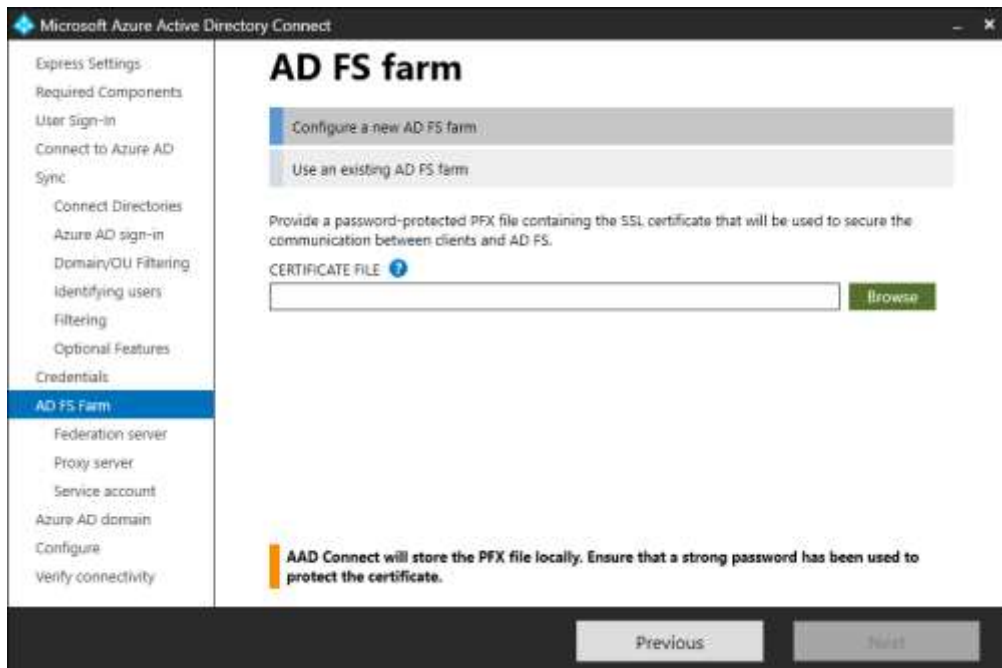 Microsoft Azure Active Directory Connect
Express Settings
Required Components
User Sign-In
Connect to Azure AD
Sync
Connect Directories
Azure AD sign-in
Domain/OU Filtering
Identifying users
Filtering
Optional Features
Credentials
AD FS Farm
Federation server
Proxy server
Service account
Azure AD domain
Configure
Verify connectivity
AD FS farm
Configure a new AD FS farm
Use an existing AD FS farm
Provide a password-protected PFX file containing the SSL certificate that will be used to secure the
communication between clients and AD FS.
CERTIFICATE FILE ?
Browse
AAD Connect will store the PFX file locally. Ensure that a strong password has been used to
protect the certificate.
Previous
Next